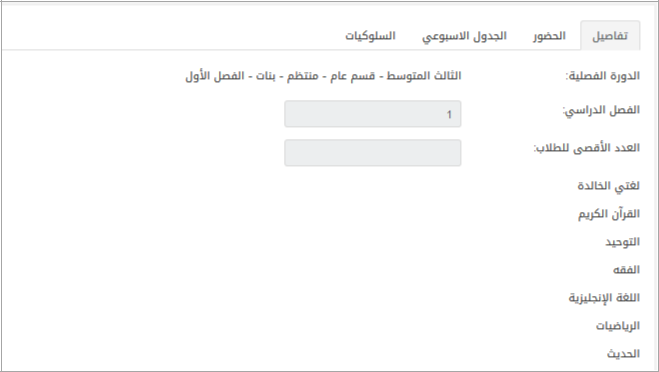 تفاصيل الحضور الجدول الاسبوعي السلوكيات
الدورة الفصلية: الثالث المتوسط - قسم عام - منتظم - بنات - الفصل الأول
الفصل الدراسي: 1
العدد الأقصى للطلاب:
لغتي الخالدة
القرآن الكريم
التوحيد
الفقه
اللغة الإنجليزية
الرياضيات
الحديث